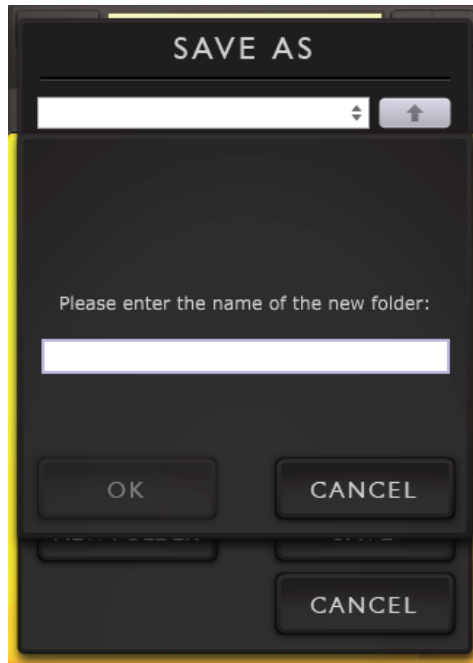 SAVE AS
Please enter the name of the new folder:
OK
CANCEL
CANCEL